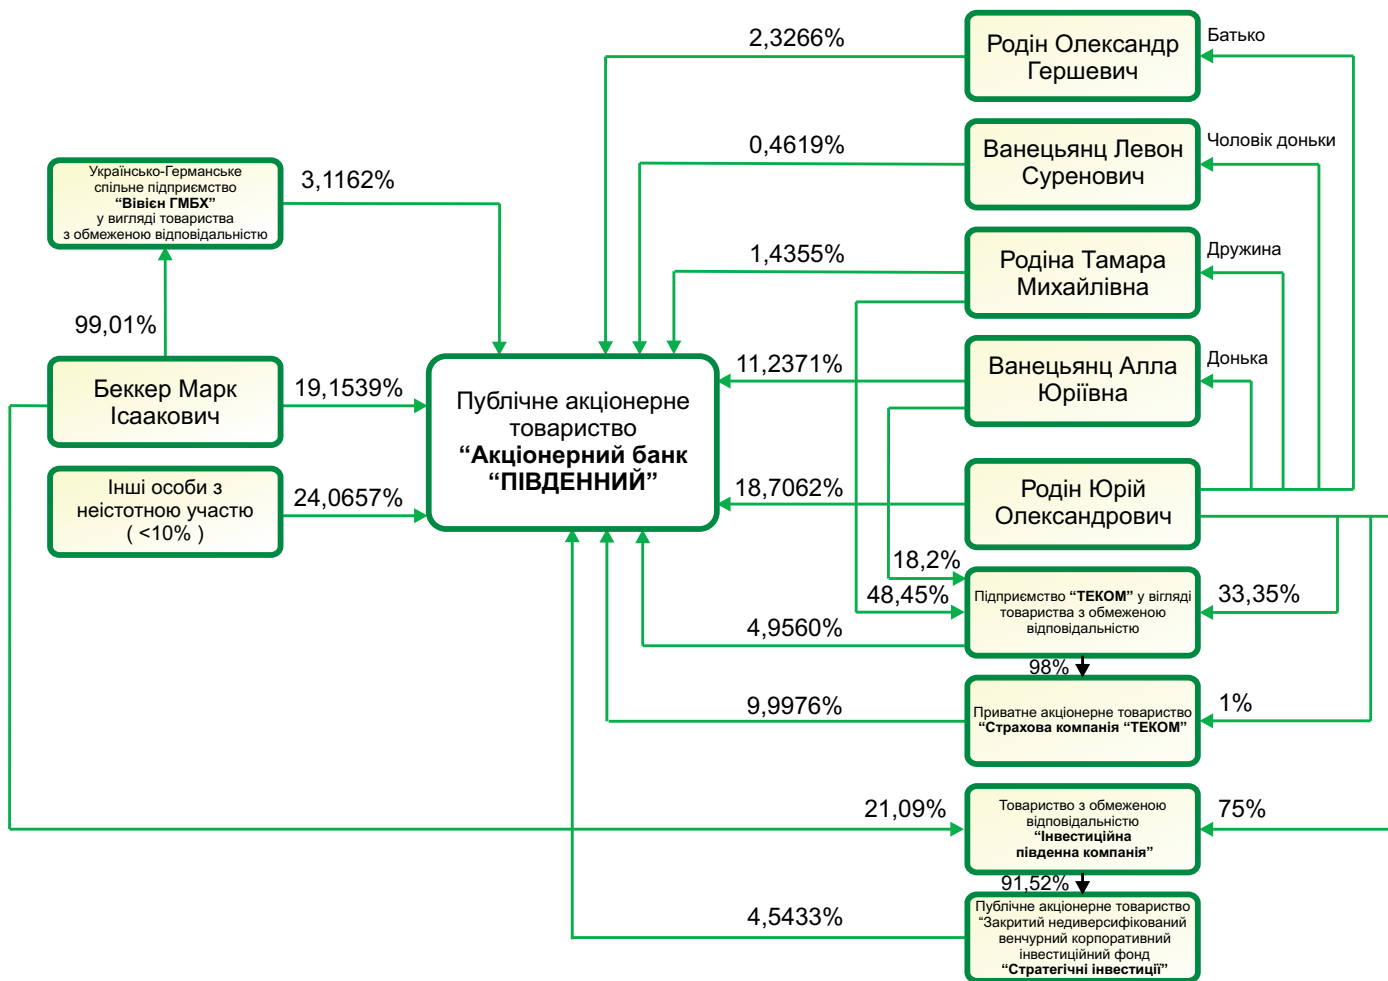 2,3266%
Родін Олександр
Гершевич
Батько
0,4619%
Ванецьянц Левон
Суренович
Чоловік доньки
Українсько-Германське
спільне підприємство
“Вівієн ГМБХ”
у вигляді товариства
з обмеженою відповідальністю
3,1162%
1,4355%
Родіна Тамара
Михайлівна
Дружина
99,01%
Беккер Марк
Ісаакович
19,1539%
Публічне акціонерне
товариство
“Акціонерний банк
“ПІВДЕННИЙ”
11,2371%
Ванецьянц Алла
Юріївна
Донька
Інші особи з
неістотною участю
( <10% )
24,0657%
18,7062%
Родін Юрій
Олександрович
18,2%
48,45%
4,9560%
Підприємство “ТЕКОМ” у вигляді
товариства з обмеженою
відповідальністю
33,35%
98%
9,9976%
Приватне акціонерне товариство
“Страхова компанія “ТЕКОМ”
1%
21,09%
Товариство з обмеженою
відповідальністю
“Інвестиційна
південна компанія”
75%
91,52%
4,5433%
Публічне акціонерне товариство
“Закритий недиверсифікований
венчурний корпоративний
інвестиційний фонд
“Стратегічні інвестиції”